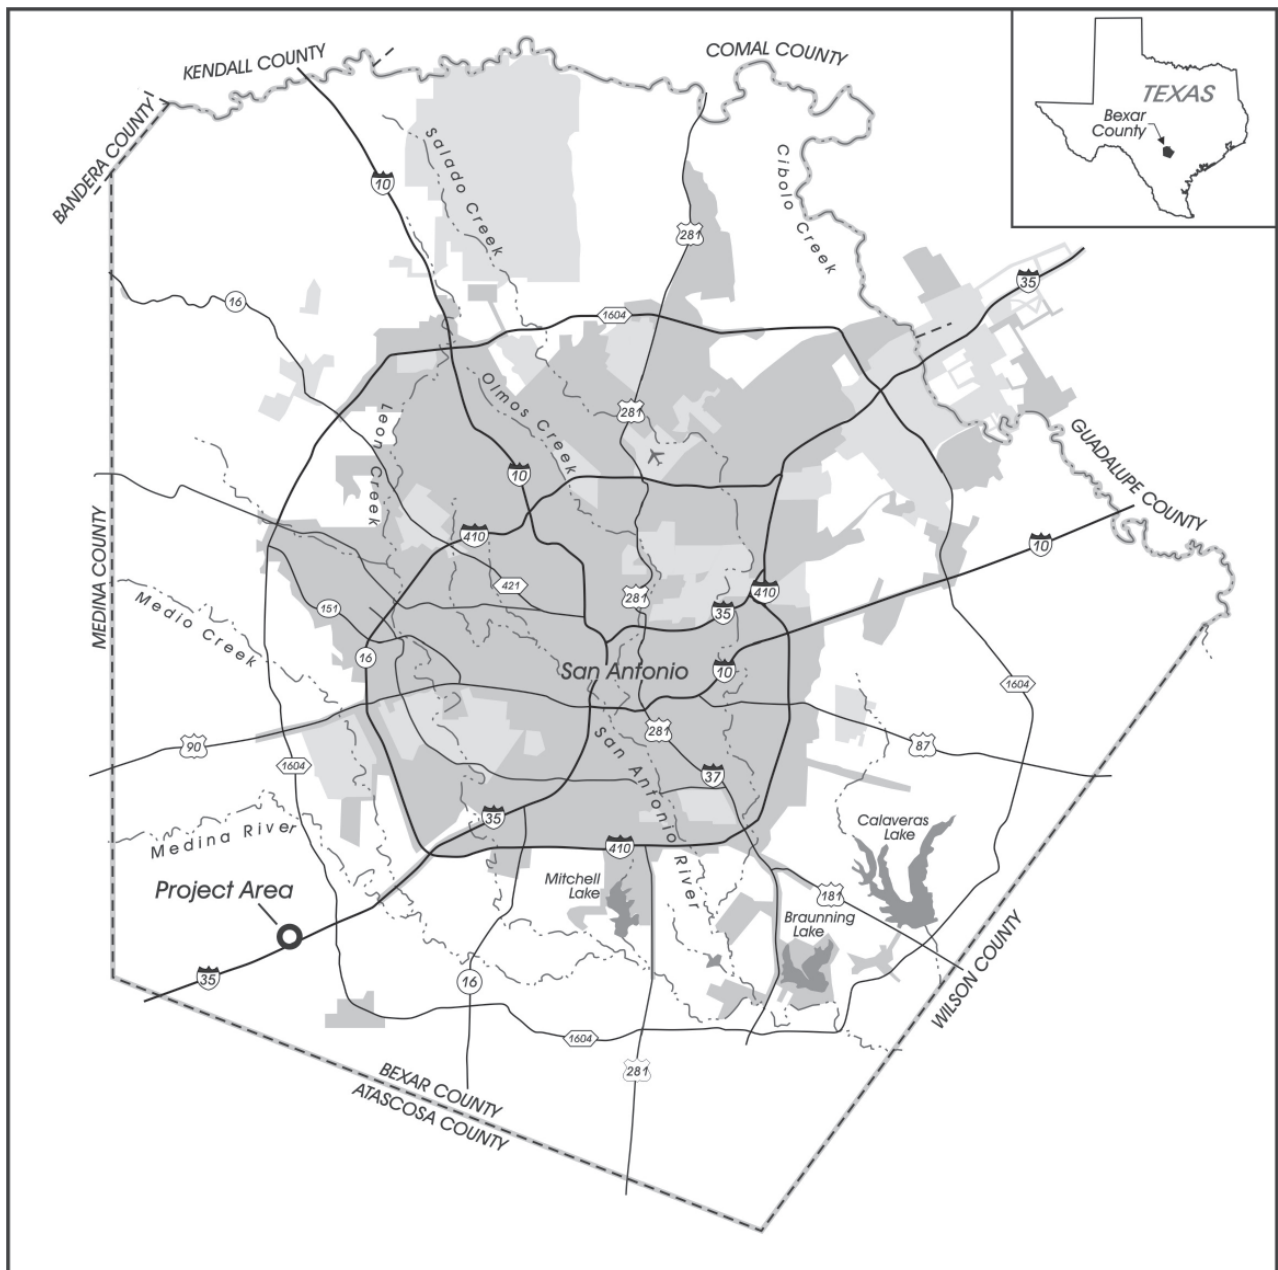 KENDALL COUNTY
COMAL COUNTY
TEXAS
Bexar
County
BANDERA COUNTY
Salado Creek
Cibolo Creek
10
281
35
16
1604
Olmos Creek
281
Leon Creek
GUADALUPE COUNTY
10
410
10
MEDINA COUNTY
421
281
35
410
151
Medio Creek
16
San Antonio
10
1604
281
90
87
San Antonio River
1604
37
35
Calaveras
Lake
Medina River
410
Mitchell
Lake
Project Area
181
Braunning
Lake
35
16
WILSON COUNTY
1604
281
BEXAR COUNTY
ATASCOSA COUNTY